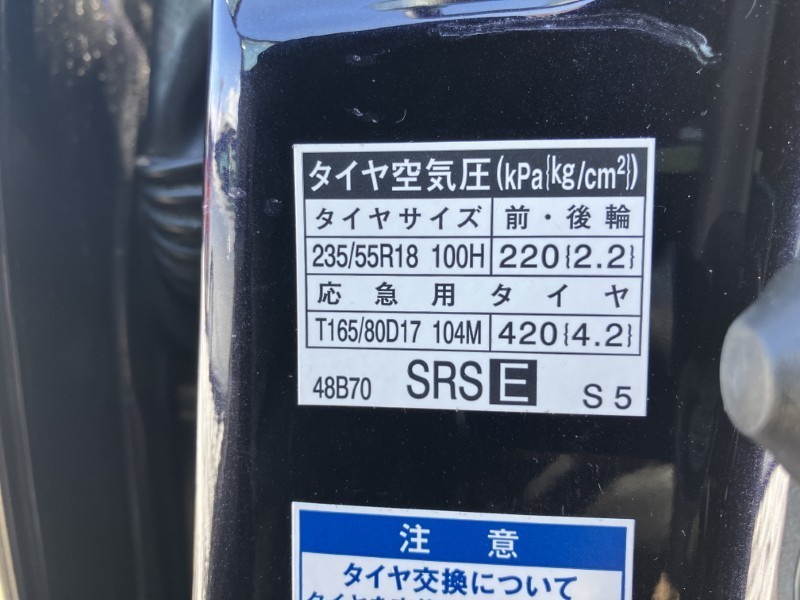 タイヤ空気圧(kPa{kg/cm²})
タイヤサイズ 前・後輪
235/55R18 100H 220{2.2}
応急用タイヤ
T165/80D17 104M 420{4.2}
48B70 SRS E S5
注意
タイヤ交換について